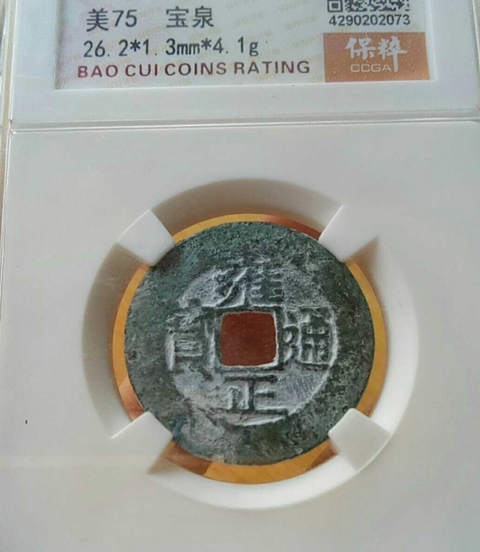 美75 宝泉
26.2*1.3mm*4.1g
BAO CUI COINS RATING
4290202073
保粹
CCGA
雍
寳 通
正